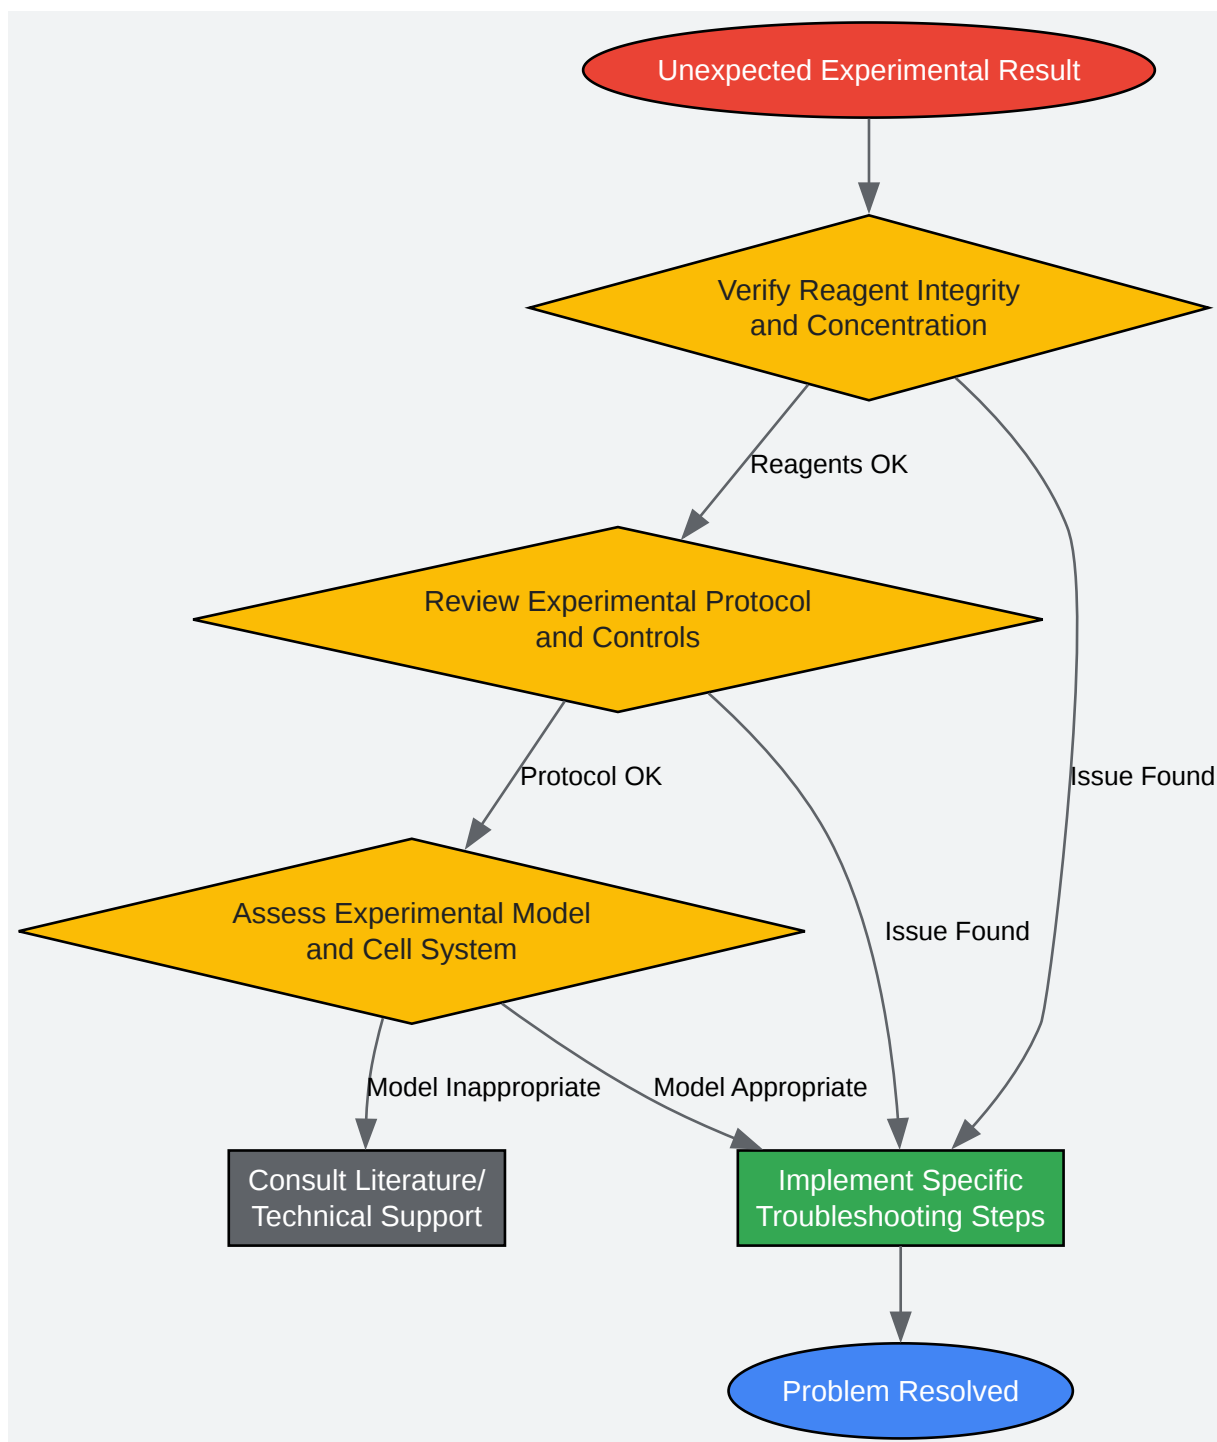 Unexpected Experimental Result
Verify Reagent Integrity
and Concentration
Reagents OK
Review Experimental Protocol
and Controls
Protocol OK
Issue Found
Assess Experimental Model
and Cell System
Issue Found
Model Inappropriate
Model Appropriate
Consult Literature/
Technical Support
Implement Specific
Troubleshooting Steps
Problem Resolved